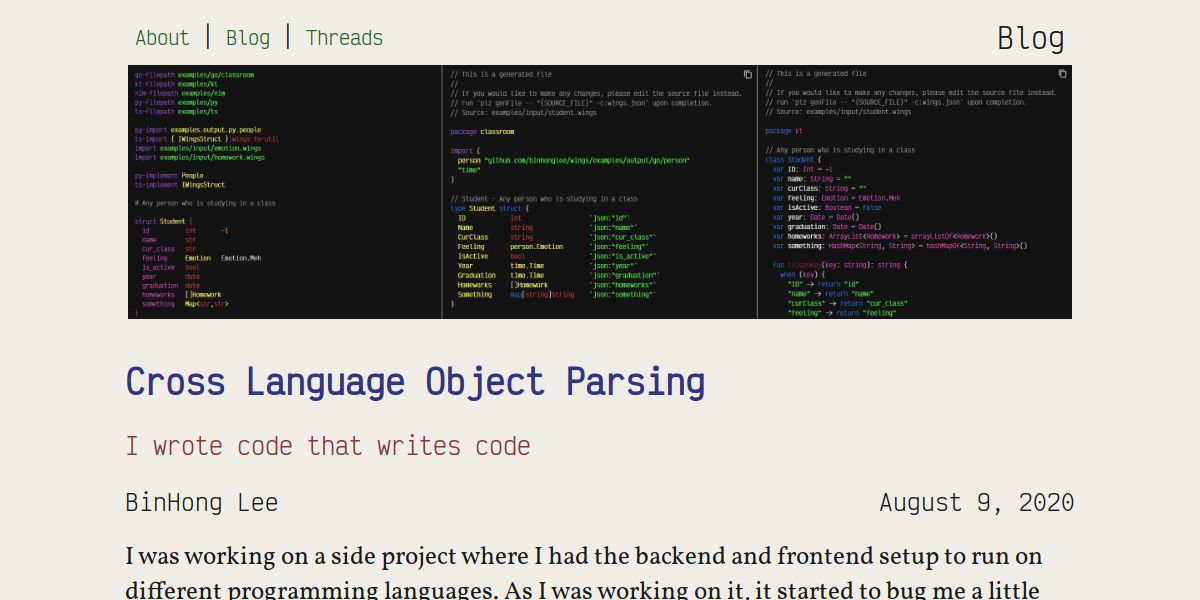 About | Blog | Threads
Blog
go-filepath examples/go/classroom
kt-filepath examples/kt
nim-filepath examples/nim
py-filepath examples/py
ts-filepath examples/ts
py-import examples.output.py.people
ts-import { IWingsStruct }:wings-ts-util
import examples/input/emotion.wings
import examples/input/homework.wings
py-implement People
ts-implement IWingsStruct
# Any person who is studying in a class
struct Student {
id int -1
name str
cur_class str
feeling Emotion Emotion.Meh
is_active bool
year date
graduation date
homeworks []Homework
something Map<str,str>
}
// This is a generated file
//
// If you would like to make any changes, please edit the source file instead.
// run `plz genFile -- "{SOURCE_FILE}" -c:wings.json` upon completion.
// Source: examples/input/student.wings
package classroom
import (
person "github.com/binhonglee/wings/examples/output/go/person"
"time"
)
// Student - Any person who is studying in a class
type Student struct {
ID int `json:"id"`
Name string `json:"name"`
CurClass string `json:"cur_class"`
Feeling person.Emotion `json:"feeling"`
IsActive bool `json:"is_active"`
Year time.Time `json:"year"`
Graduation time.Time `json:"graduation"`
Homeworks []Homework `json:"homeworks"`
Something map[string]string `json:"something"`
}
// This is a generated file
//
// If you would like to make any changes, please edit the source file instead.
// run `plz genFile -- "{SOURCE_FILE}" -c:wings.json` upon completion.
// Source: examples/input/student.wings
package kt
// Any person who is studying in a class
class Student {
var ID: Int = -1
var name: String = ""
var curClass: String = ""
var feeling: Emotion = Emotion.Meh
var isActive: Boolean = false
var year: Date = Date()
var graduation: Date = Date()
var homeworks: ArrayList<Homework> = arrayListOf<Homework>()
var something: HashMap<String, String> = hashMapOf<String, String>()
fun toJsonKey(key: string): string {
when (key) {
"ID" -> return "id"
"name" -> return "name"
"curClass" -> return "cur_class"
"feeling" -> return "feeling"
Cross Language Object Parsing
I wrote code that writes code
BinHong Lee
August 9, 2020
I was working on a side project where I had the backend and frontend setup to run on
different programming languages. As I was working on it, it started to bug me a little